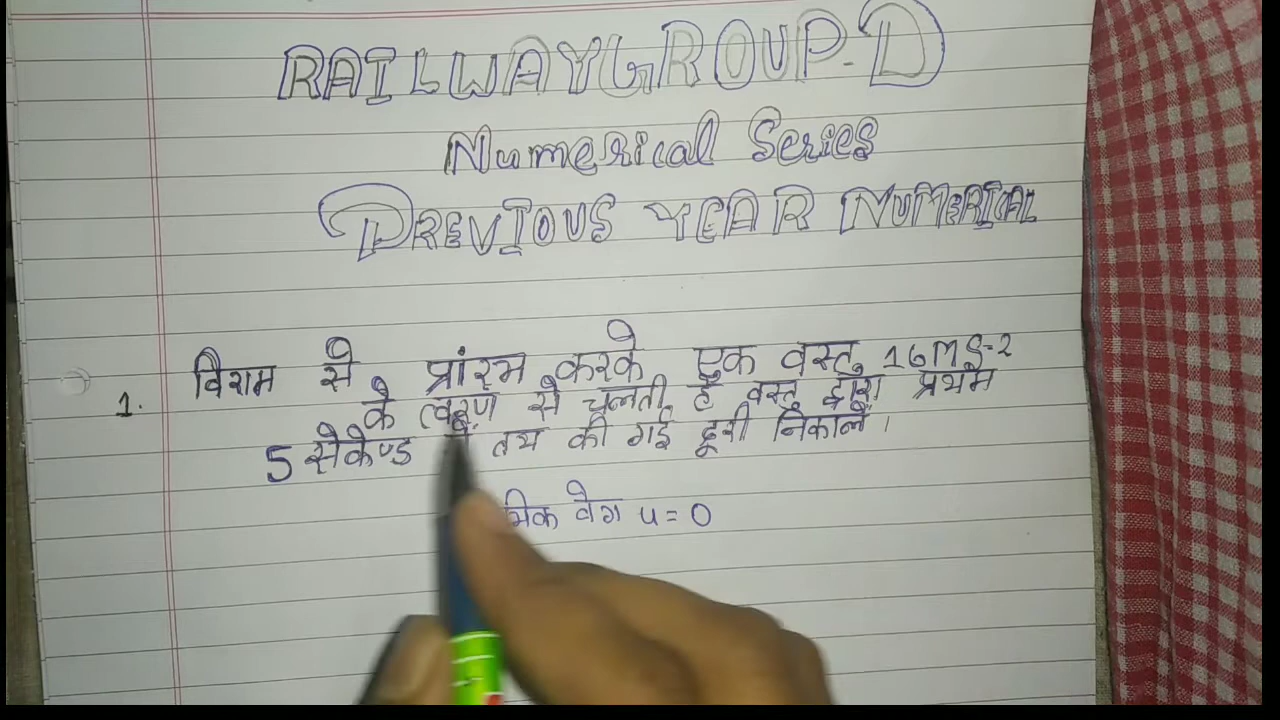 RAILWAY GROUP-D
Numerical Series
PREVIOUS YEAR NUMERICAL
1. विराम से प्रांरम करके एक वस्तु 16MS-2
के त्वरण से चलती है वस्तु द्वारा प्रथम
5 सेकेण्ड तय की गई दूरी निकालें।
वेग u = 0